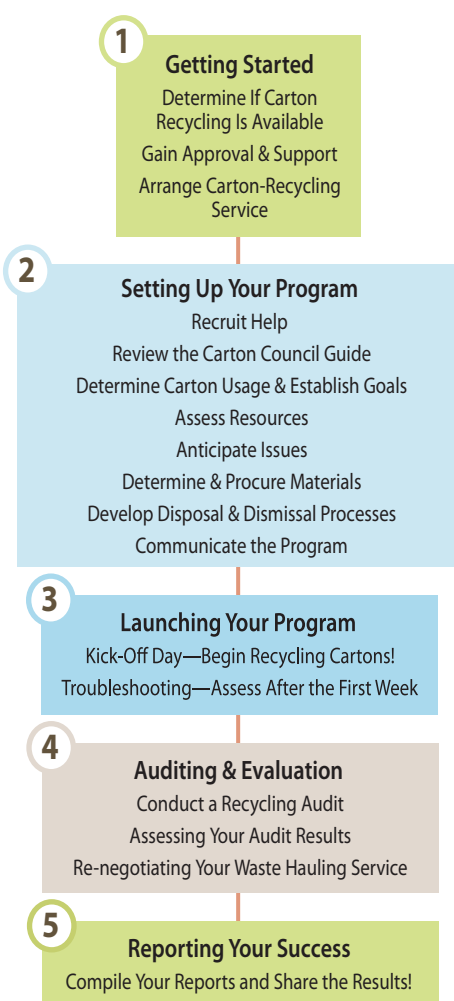 1
Getting Started
Determine If Carton
Recycling Is Available
Gain Approval & Support
Arrange Carton-Recycling
Service
2
Setting Up Your Program
Recruit Help
Review the Carton Council Guide
Determine Carton Usage & Establish Goals
Assess Resources
Anticipate Issues
Determine & Procure Materials
Develop Disposal & Dismissal Processes
Communicate the Program
3
Launching Your Program
Kick-Off Day—Begin Recycling Cartons!
Troubleshooting—Assess After the First Week
4
Auditing & Evaluation
Conduct a Recycling Audit
Assessing Your Audit Results
Re-negotiating Your Waste Hauling Service
5
Reporting Your Success
Compile Your Reports and Share the Results!